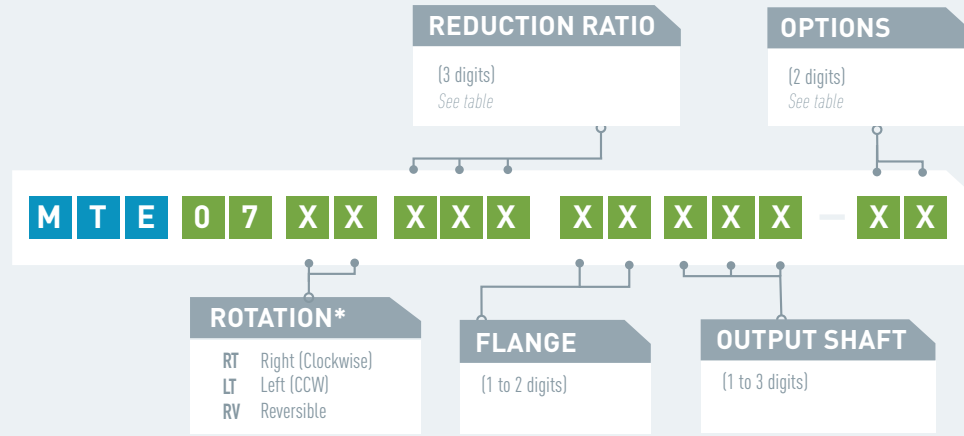 REDUCTION RATIO
(3 digits)
See table
OPTIONS
(2 digits)
See table
M T E 0 7 X X X X X X X X X X – X X
ROTATION*
RT Right (Clockwise)
LT Left (CCW)
RV Reversible
FLANGE
(1 to 2 digits)
OUTPUT SHAFT
(1 to 3 digits)